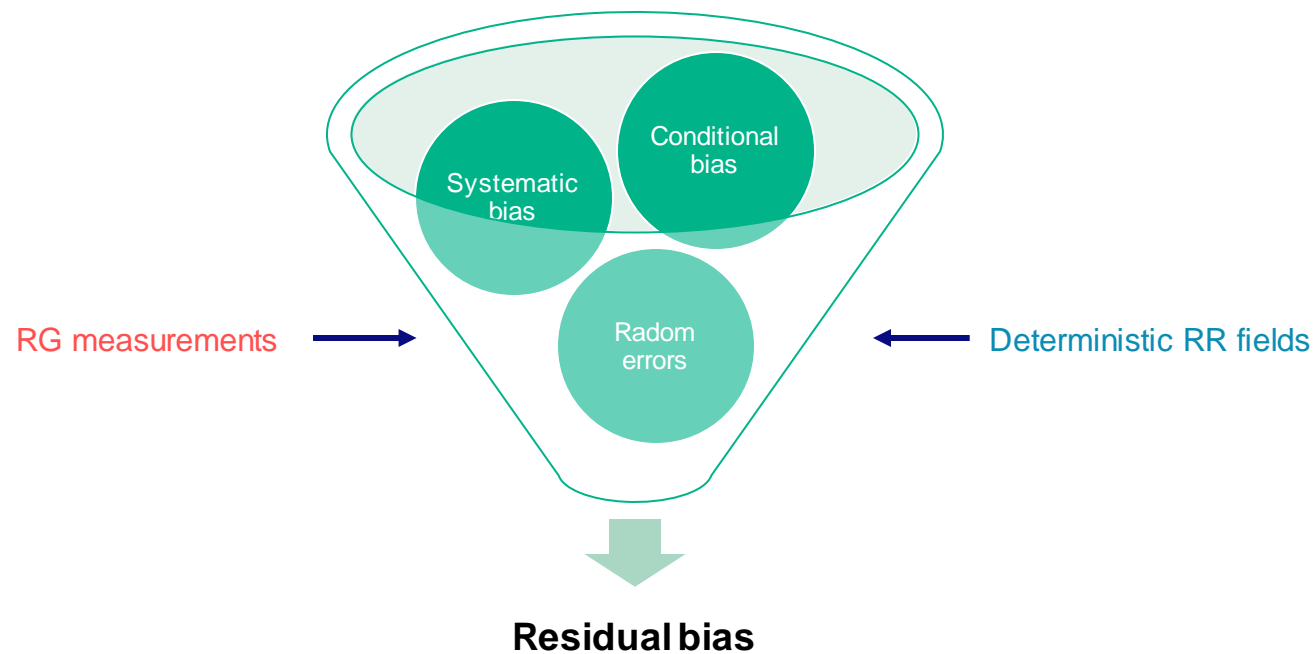 Conditional
bias
Systematic
bias
Radom
errors
RG measurements
Deterministic RR fields
Residual bias